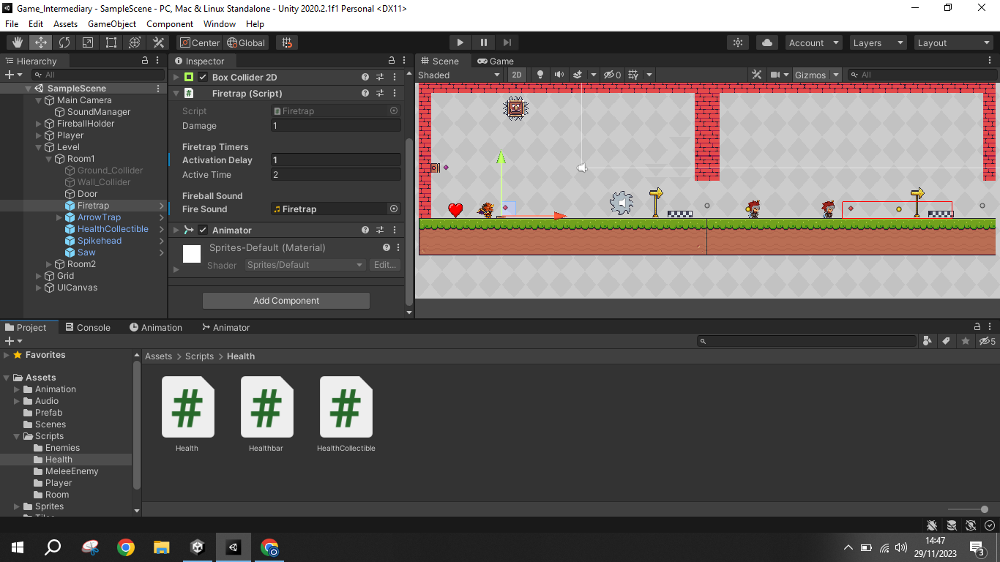 Game_Intermediary - SampleScene - PC, Mac & Linux Standalone - Unity 2020.2.1f1 Personal <DX11>
File Edit Assets GameObject Component Window Help
Center Global Account Layers Layout
Hierarchy
All
SampleScene
Main Camera
SoundManager
FireballHolder
Player
Level
Room1
Ground_Collider
Wall_Collider
Door
Firetrap
ArrowTrap
HealthCollectible
Spikehead
Saw
Room2
Grid
UICanvas
Inspector
Box Collider 2D
Firetrap (Script)
Script Firetrap
Damage 1
Firetrap Timers
Activation Delay 1
Active Time 2
Fireball Sound
Fire Sound Firetrap
Animator
Sprites-Default (Material)
Shader Sprites/Default Edit...
Add Component
Scene Game
Shaded 2D 0 Gizmos All
Project Console Animation Animator
5
Favorites
Assets
Animation
Audio
Prefab
Scenes
Scripts
Enemies
Health
MeleeEnemy
Player
Room
Sprites
Assets > Scripts > Health
Health Healthbar HealthCollectible
14:47
29/11/2023
3